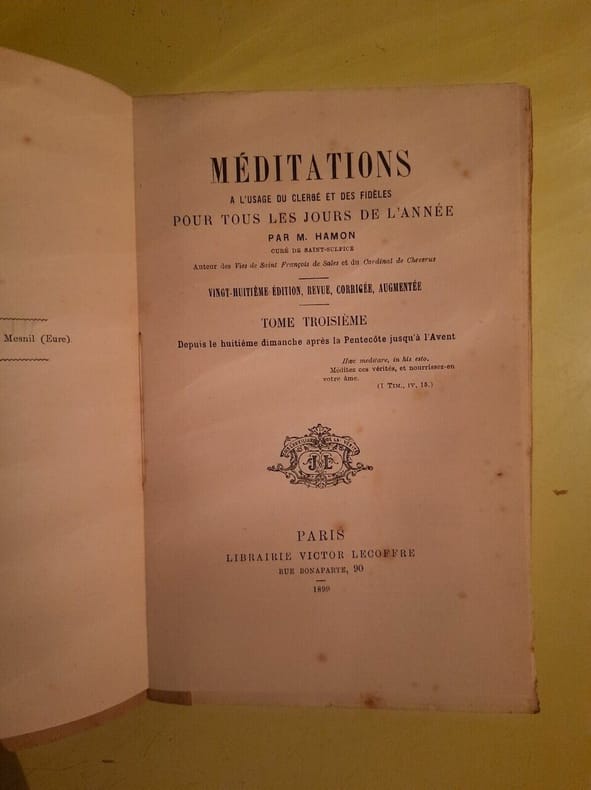 Mesnil (Eure)
MÉDITATIONS
A L'USAGE DU CLERGÉ ET DES FIDÈLES
POUR TOUS LES JOURS DE L'ANNÉE
PAR M. HAMON
CURÉ DE SAINT-SULPICE
Auteur des Vies de Saint François de Sales et du Cardinal de Cheverus
VINGT-HUITIÈME ÉDITION, REVUE, CORRIGÉE, AUGMENTÉE
TOME TROISIÈME
Depuis le huitième dimanche après la Pentecôte jusqu'à l'Avent
Hæc meditare, in his esto.
Méditez ces vérités, et nourrissez-en
votre âme.
(I TIM., IV, 15.)
J L
PARIS
LIBRAIRIE VICTOR LECOFFRE
RUE BONAPARTE, 90
1899